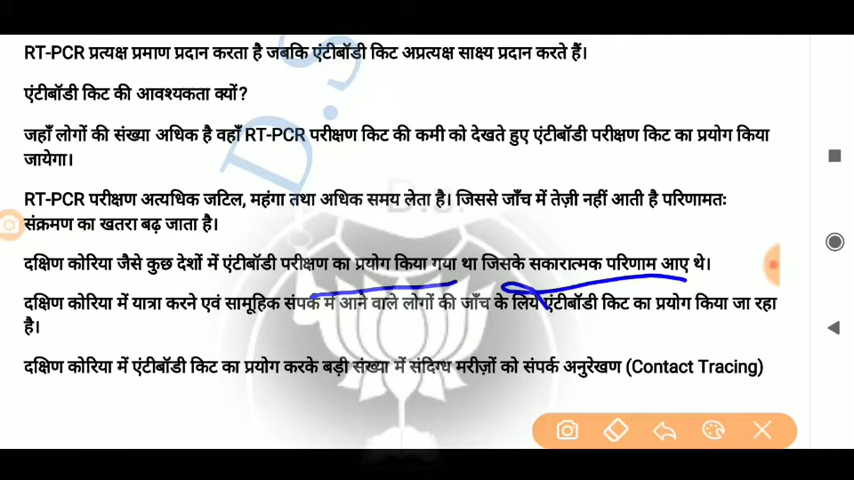 RT-PCR प्रत्यक्ष प्रमाण प्रदान करता है जबकि एंटीबॉडी किट अप्रत्यक्ष साक्ष्य प्रदान करते हैं।
एंटीबॉडी किट की आवश्यकता क्यों?
जहाँ लोगों की संख्या अधिक है वहाँ RT-PCR परीक्षण किट की कमी को देखते हुए एंटीबॉडी परीक्षण किट का प्रयोग किया
जायेगा।
RT-PCR परीक्षण अत्यधिक जटिल, महंगा तथा अधिक समय लेता है। जिससे जाँच में तेज़ी नहीं आती है परिणामतः
संक्रमण का खतरा बढ़ जाता है।
दक्षिण कोरिया जैसे कुछ देशों में एंटीबॉडी परीक्षण का प्रयोग किया गया था जिसके सकारात्मक परिणाम आए थे।
दक्षिण कोरिया में यात्रा करने एवं सामूहिक संपर्क में आने वाले लोगों की जाँच के लिये एंटीबॉडी किट का प्रयोग किया जा रहा
है।
दक्षिण कोरिया में एंटीबॉडी किट का प्रयोग करके बड़ी संख्या में संदिग्ध मरीज़ों को संपर्क अनुरेखण (Contact Tracing)
D.S
D.S.